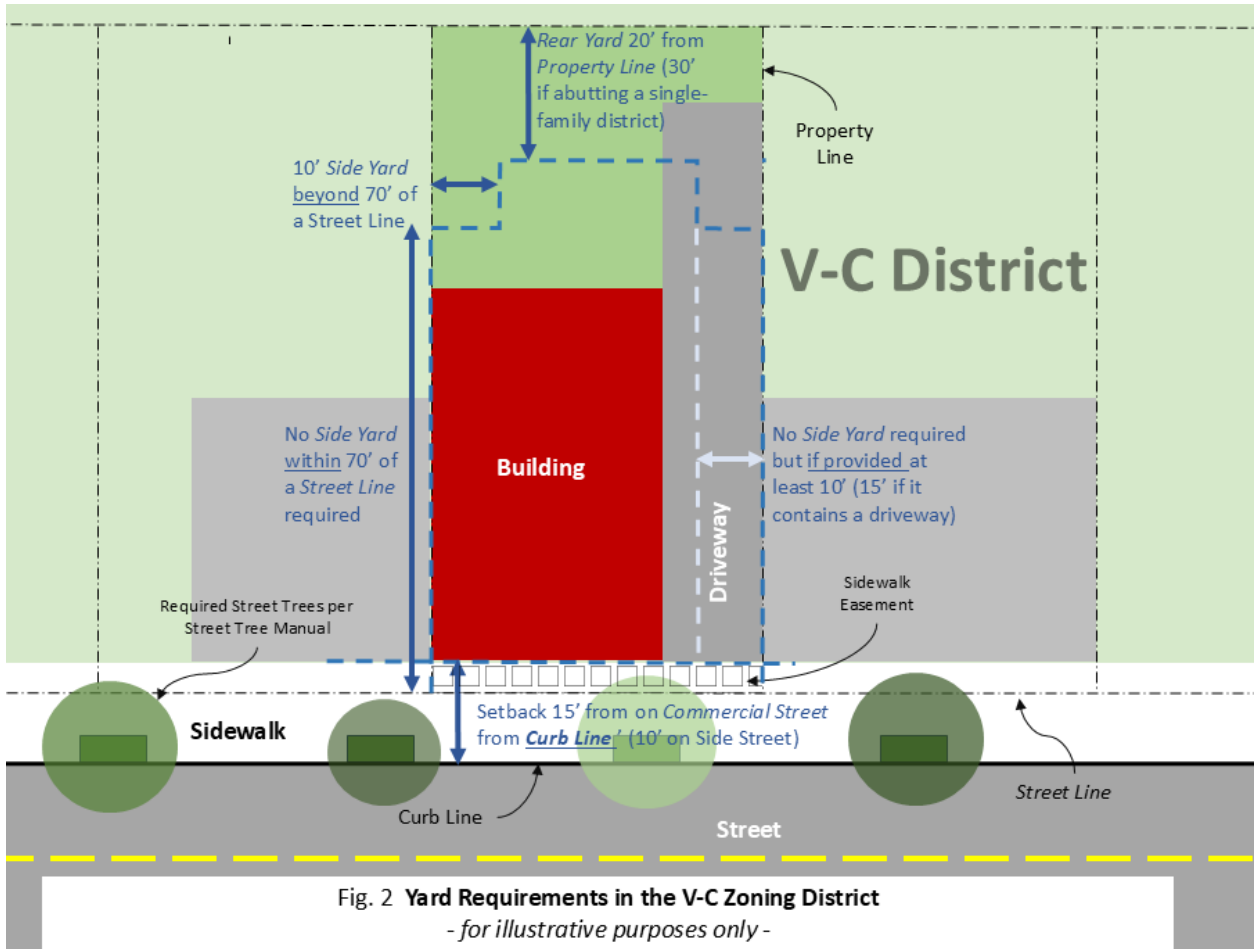 Rear Yard 20' from
Property Line (30'
if abutting a single-
family district)
Property
Line
10' Side Yard
beyond 70' of
a Street Line
V-C District
No Side Yard
within 70' of
a Street Line
required
Building
Driveway
No Side Yard required
but if provided at
least 10' (15' if it
contains a driveway)
Sidewalk
Easement
Required Street Trees per
Street Tree Manual
Setback 15' from on Commercial Street
from Curb Line ' (10' on Side Street)
Sidewalk
Street Line
Curb Line
Street
Fig. 2 Yard Requirements in the V-C Zoning District
- for illustrative purposes only -